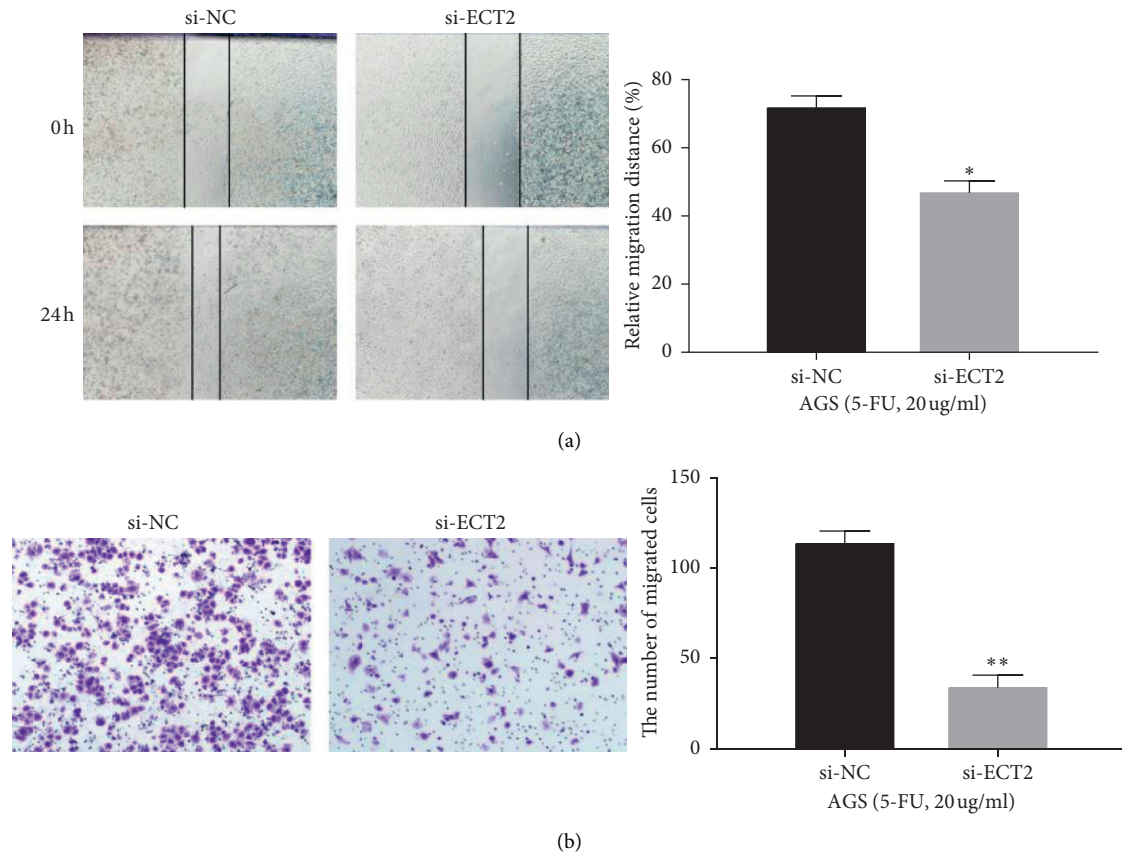 si-NC
si-ECT2
0 h
24 h
Relative migration distance (%)
80
60
40
20
0
*
si-NC
si-ECT2
AGS (5-FU, 20 ug/ml)
(a)
si-NC
si-ECT2
The number of migrated cells
150
100
50
0
**
si-NC
si-ECT2
AGS (5-FU, 20 ug/ml)
(b)